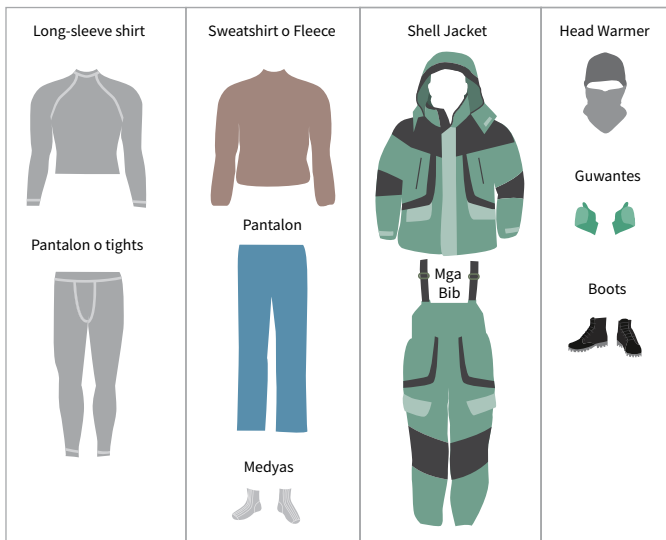 Long-sleeve shirt
Pantalon o tights
Sweatshirt o Fleece
Pantalon
Medyas
Shell Jacket
Mga
Bib
Head Warmer
Guwantes
Boots